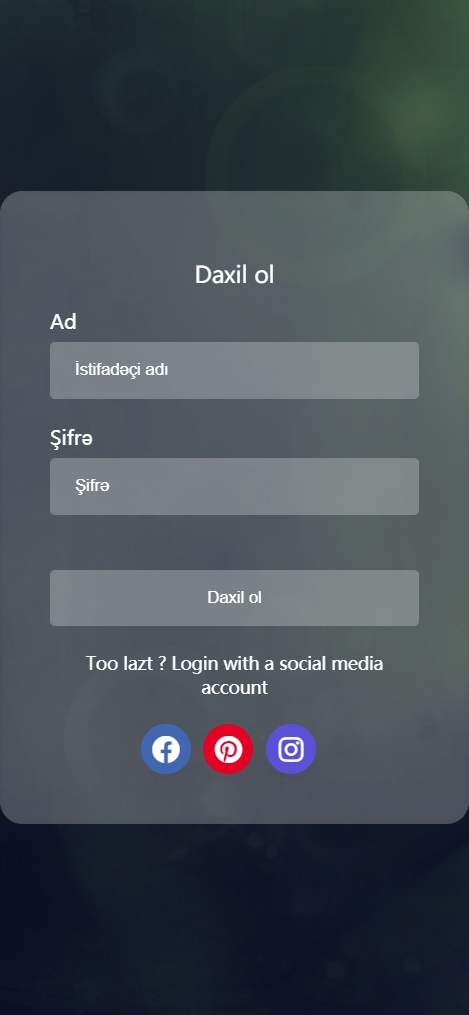 Daxil ol
Ad
İstifadəçi adı
Şifrə
Şifrə
Daxil ol
Too lazt ? Login with a social media
account